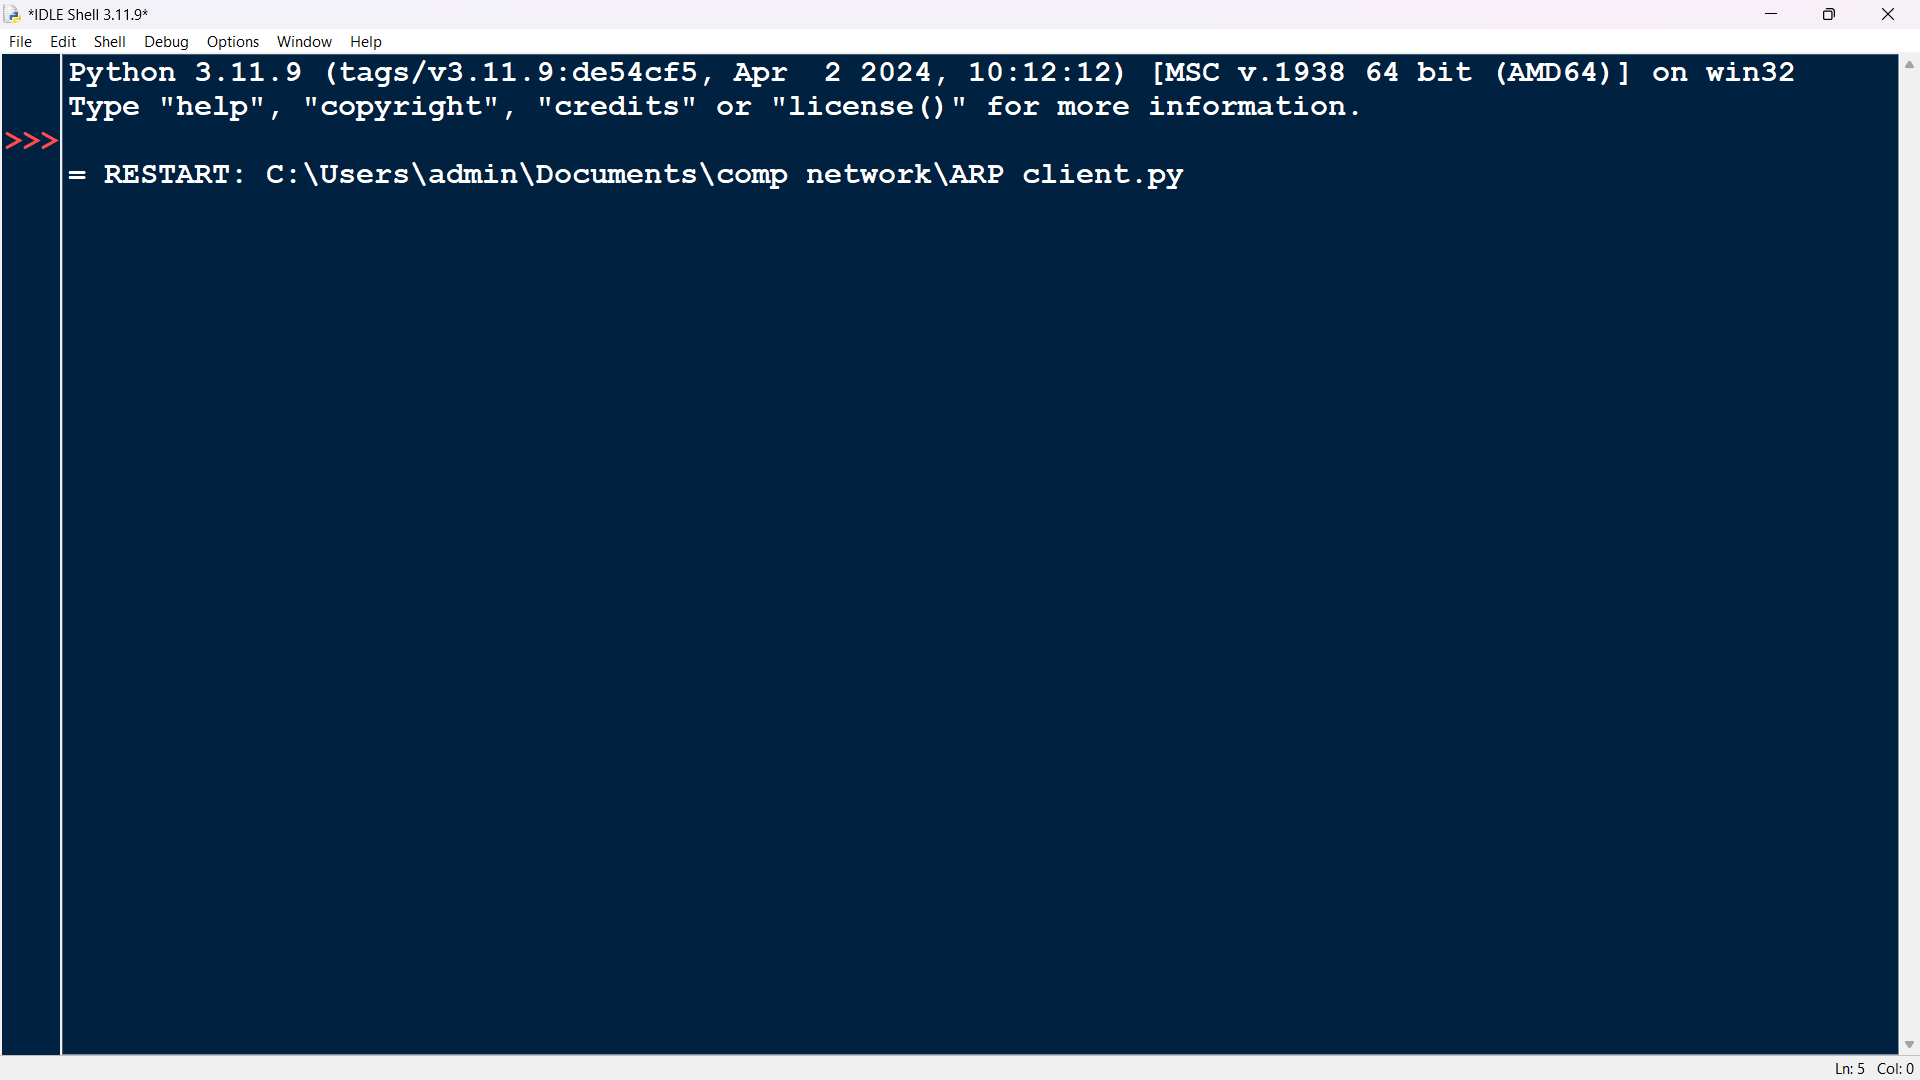 *IDLE Shell 3.11.9*
File Edit Shell Debug Options Window Help
Python 3.11.9 (tags/v3.11.9:de54cf5, Apr  2 2024, 10:12:12) [MSC v.1938 64 bit (AMD64)] on win32
Type "help", "copyright", "credits" or "license()" for more information.
>>>
= RESTART: C:\Users\admin\Documents\comp network\ARP client.py
Ln: 5 Col: 0